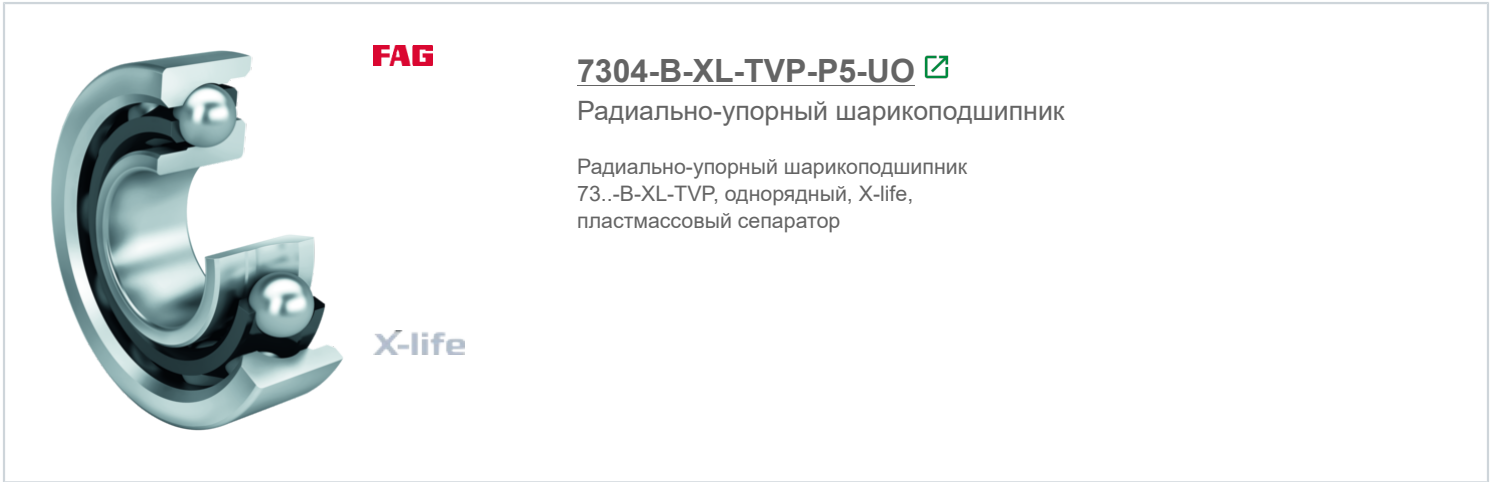 FAG
7304-B-XL-TVP-P5-UO
Радиально-упорный шарикоподшипник
Радиально-упорный шарикоподшипник
73..-B-XL-TVP, однорядный, X-life,
пластмассовый сепаратор
X-life